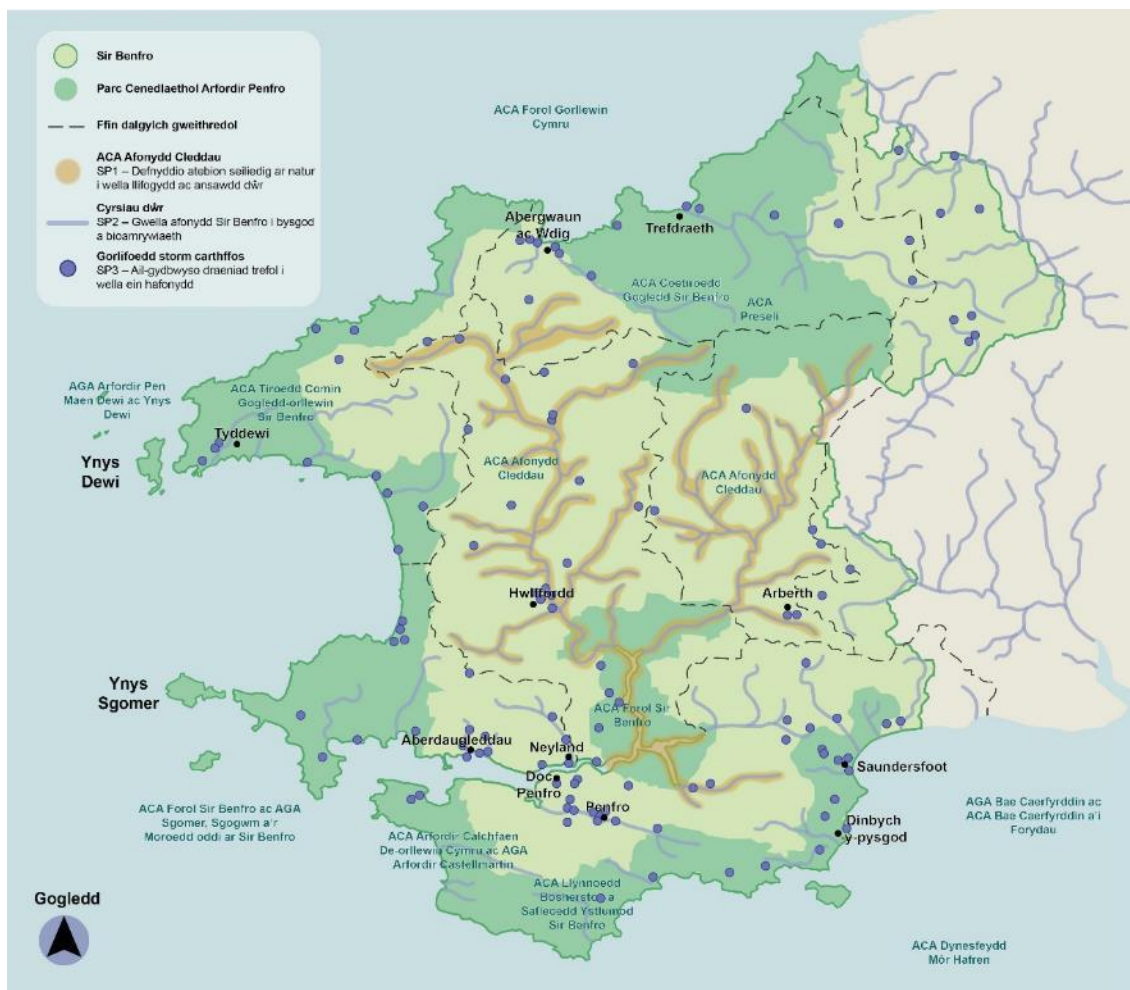 Sir Benfro
Parc Cenedlaethol Arfordir Penfro
Ffin dalgylch gweithredol
ACA Afonydd Cleddau
SP1 – Defnyddio atebion seiliedig ar natur
i wella llifogydd ac ansawdd dŵr
Cyrsiau dŵr
SP2 – Gwella afonydd Sir Benfro i bysgod
a bioamrywiaeth
Gorlifoedd storm carthffos
SP3 – Ail-gydbwyso draeniad trefol i
wella ein hafonydd
ACA Forol Gorllewin
Cymru
Abergwaun
ac Wdig
Trefdraeth
ACA Coetiroedd
Gogledd Sir Benfro
ACA
Preseli
AGA Arfordir Pen
Maen Dewi ac Ynys
Dewi
ACA Tiroedd Comin
Gogledd-orllewin
Sir Benfro
Tyddewi
Ynys
Dewi
ACA Afonydd
Cleddau
ACA Afonydd
Cleddau
Hwlffordd
Arberth
Ynys
Sgomer
ACA Forol Sir
Benfro
Aberdaugleddau
Neyland
Saundersfoot
Doc
Penfro
Penfro
ACA Forol Sir Benfro ac AGA
Sgomer, Sgogwm a'r
Moroedd oddi ar Sir Benfro
ACA Arfordir Calchfaen
De-orllewin Cymru ac AGA
Arfordir Castellmartin
Dinbych
y-pysgod
AGA Bae Caerfyrddin ac
ACA Bae Caerfyrddin a'i
Forydau
ACA Llynnoedd
Bosherston a
Safleoedd Ystlumod
Sir Benfro
Gogledd
ACA Dynesfeydd
Môr Hafren